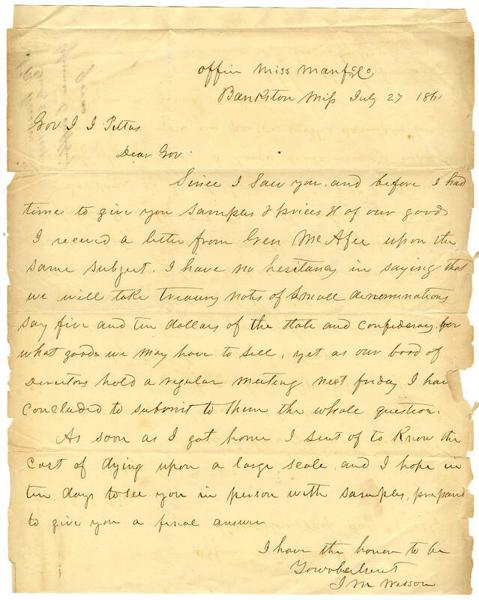 Office Miss Manf'g Co
Bankston Miss July 27 186
Gov J J Pettus
Dear Gov.
Since I saw you, and before I had
time to give you samples & prices of our goods
I receved a letter from Gen McAfee upon the
same subject. I have no hesitancy in saying that
we will take treasury notes of small denominations
say five and ten dollars of the state and confideracy, for
what goods we may have to sell, yet as our bord of
Directors hold a regular meeting next friday I have
concluded to submit to them the whole question.
As soon as I got home I sent of to Know the
cost of dying upon a large scale and I hope in
ten days to see you in person with samples, prepared
to give you a final answer
I have the honor to be
J M Wesson